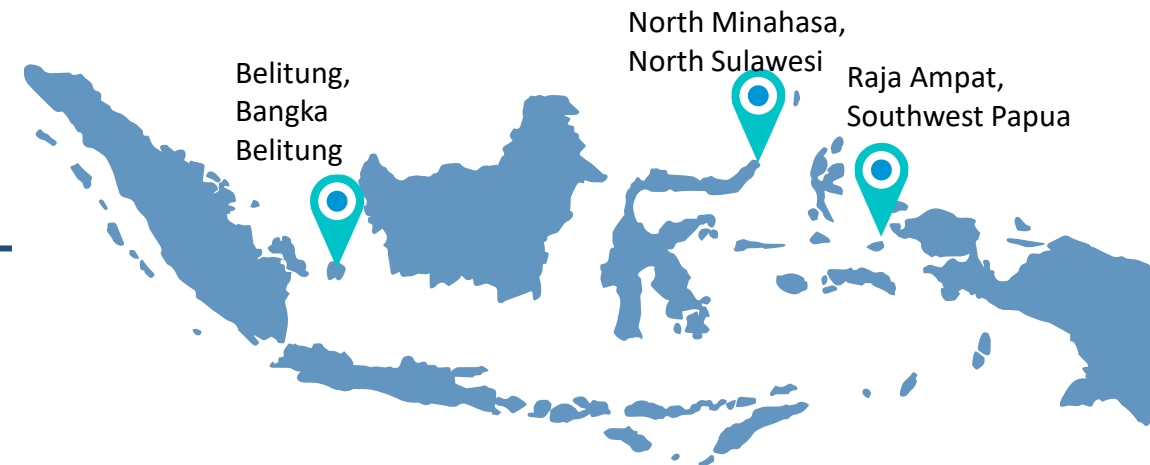 Belitung,
Bangka
Belitung
North Minahasa,
North Sulawesi
Raja Ampat,
Southwest Papua